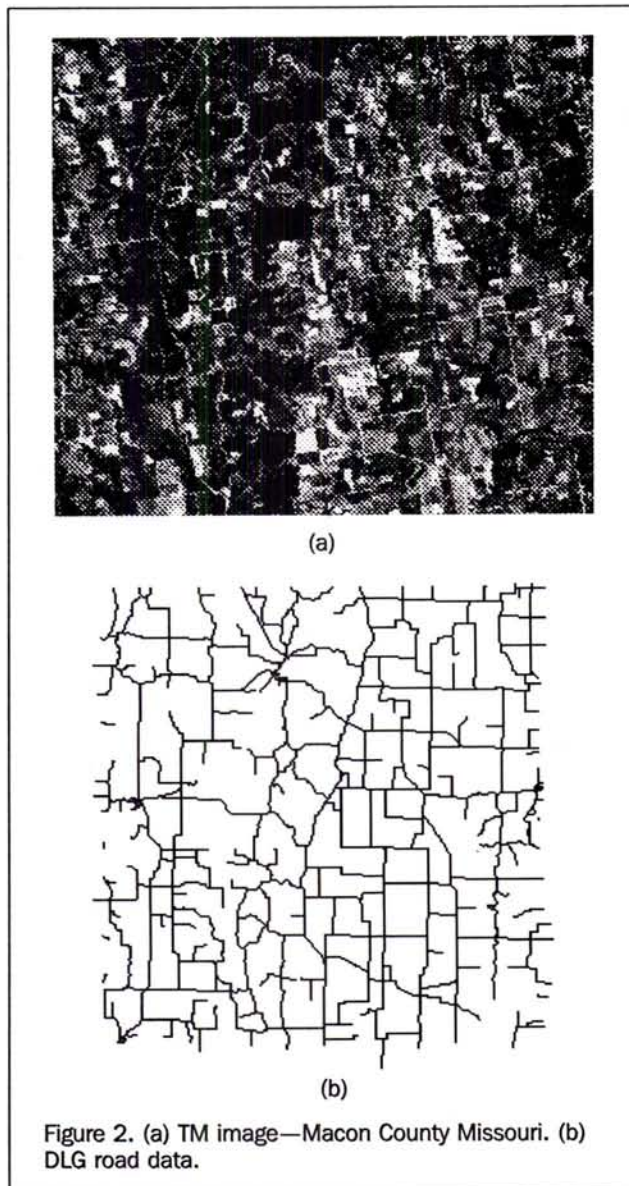 (a)
(b)
Figure 2. (a) TM image—Macon County Missouri. (b)
DLG road data.